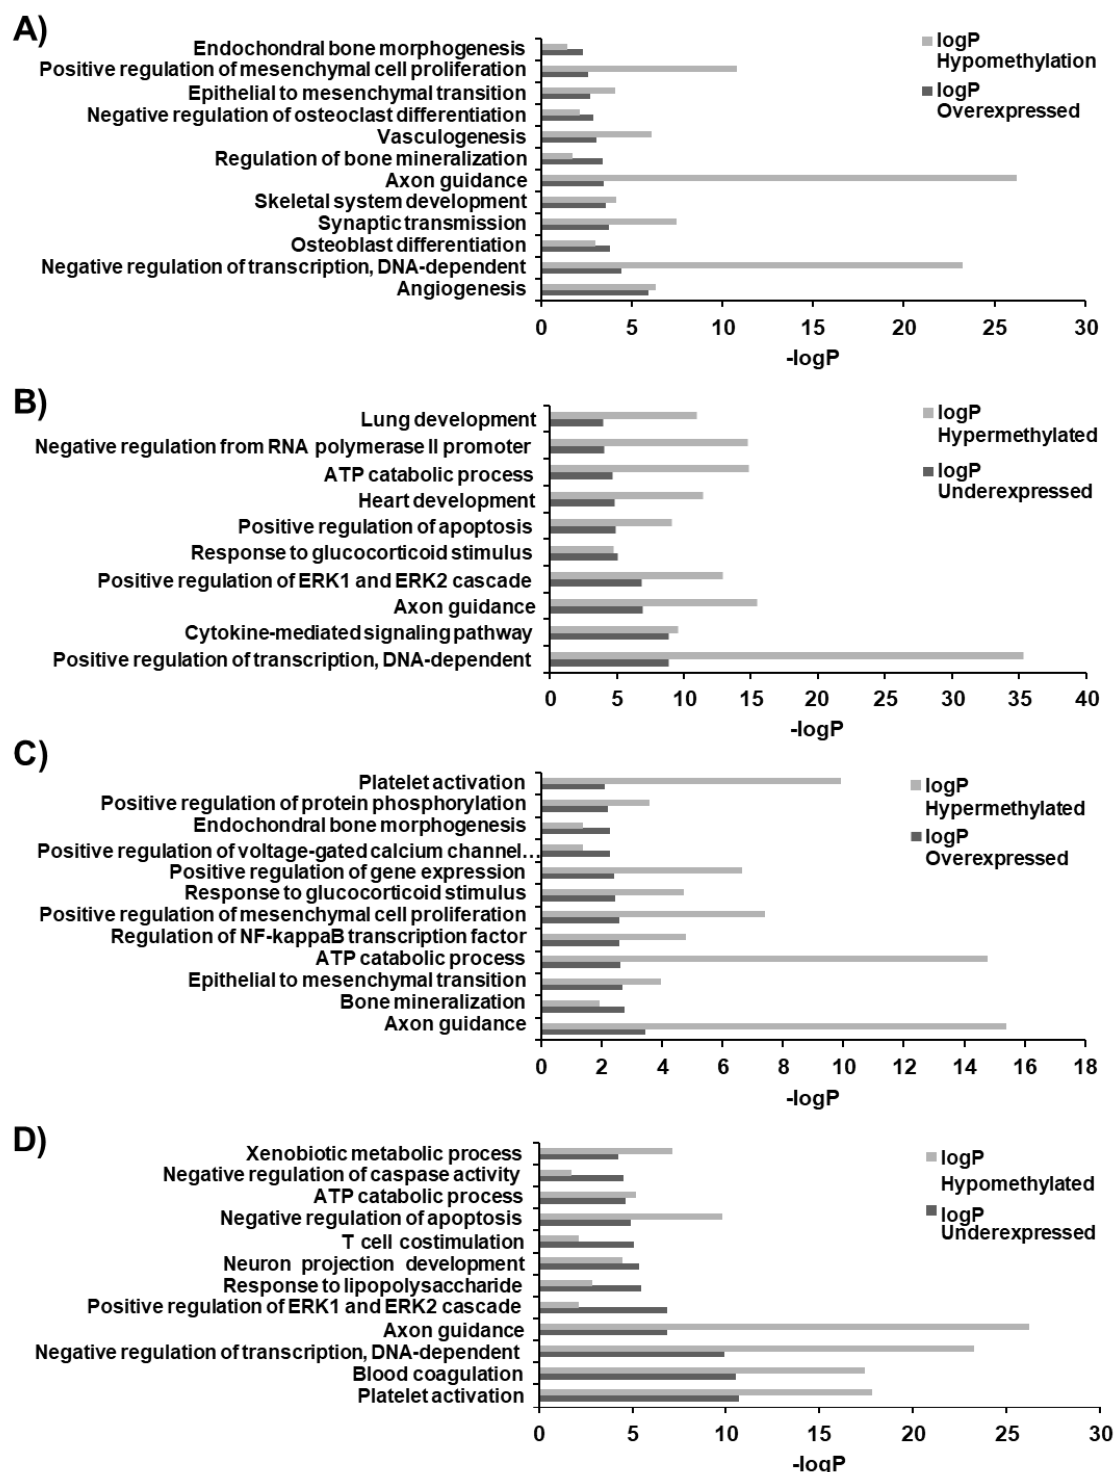 A)
Endochondral bone morphogenesis
Positive regulation of mesenchymal cell proliferation
Epithelial to mesenchymal transition
Negative regulation of osteoclast differentiation
Vasculogenesis
Regulation of bone mineralization
Axon guidance
Skeletal system development
Synaptic transmission
Osteoblast differentiation
Negative regulation of transcription, DNA-dependent
Angiogenesis
logP
Hypomethylation
logP
Overexpressed
0 5 10 15 20 25 30
-logP
B)
Lung development
Negative regulation from RNA polymerase II promoter
ATP catabolic process
Heart development
Positive regulation of apoptosis
Response to glucocorticoid stimulus
Positive regulation of ERK1 and ERK2 cascade
Axon guidance
Cytokine-mediated signaling pathway
Positive regulation of transcription, DNA-dependent
logP
Hypermethylated
logP
Underexpressed
0 5 10 15 20 25 30 35 40
-logP
C)
Platelet activation
Positive regulation of protein phosphorylation
Endochondral bone morphogenesis
Positive regulation of voltage-gated calcium channel…
Positive regulation of gene expression
Response to glucocorticoid stimulus
Positive regulation of mesenchymal cell proliferation
Regulation of NF-kappaB transcription factor
ATP catabolic process
Epithelial to mesenchymal transition
Bone mineralization
Axon guidance
logP
Hypermethylated
logP
Overexpressed
0 2 4 6 8 10 12 14 16 18
-logP
D)
Xenobiotic metabolic process
Negative regulation of caspase activity
ATP catabolic process
Negative regulation of apoptosis
T cell costimulation
Neuron projection development
Response to lipopolysaccharide
Positive regulation of ERK1 and ERK2 cascade
Axon guidance
Negative regulation of transcription, DNA-dependent
Blood coagulation
Platelet activation
logP
Hypomethylated
logP
Underexpressed
0 5 10 15 20 25 30
-logP